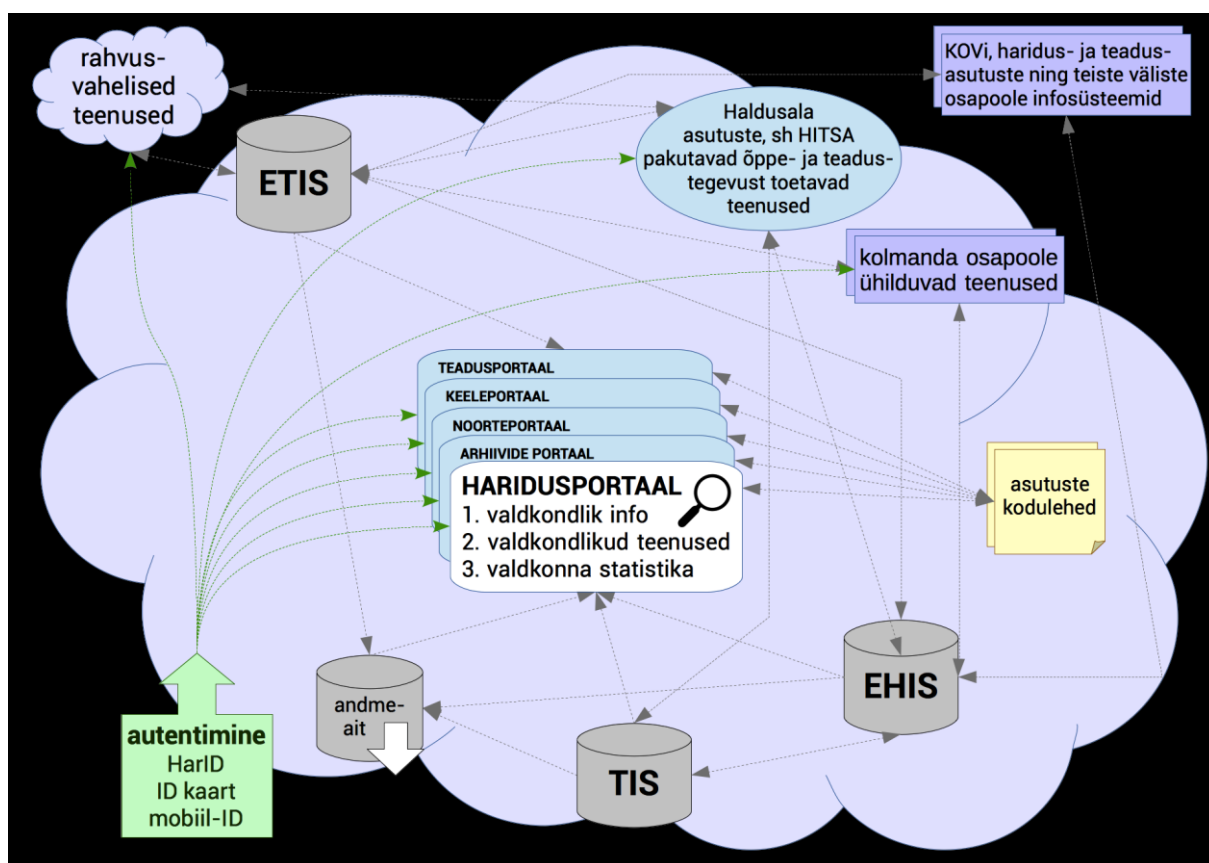 rahvus-
vahelised
teenused
KOVi, haridus- ja teadus-
asutuste ning teiste väliste
osapoole infosüsteemid
Haldusala
asutuste, sh HITSA
pakutavad õppe- ja teadus-
tegevust toetavad
teenused
ETIS
kolmanda osapoole
ühilduvad teenused
TEADUSPORTAAL
KEELEPORTAAL
NOORTEPORTAAL
ARHIIVIDE PORTAAL
HARIDUSPORTAAL
1. valdkondlik info
2. valdkondlikud teenused
3. valdkonna statistika
asutuste
kodulehed
EHIS
andme-
ait
autentimine
HarID
ID kaart
mobiil-ID
TIS